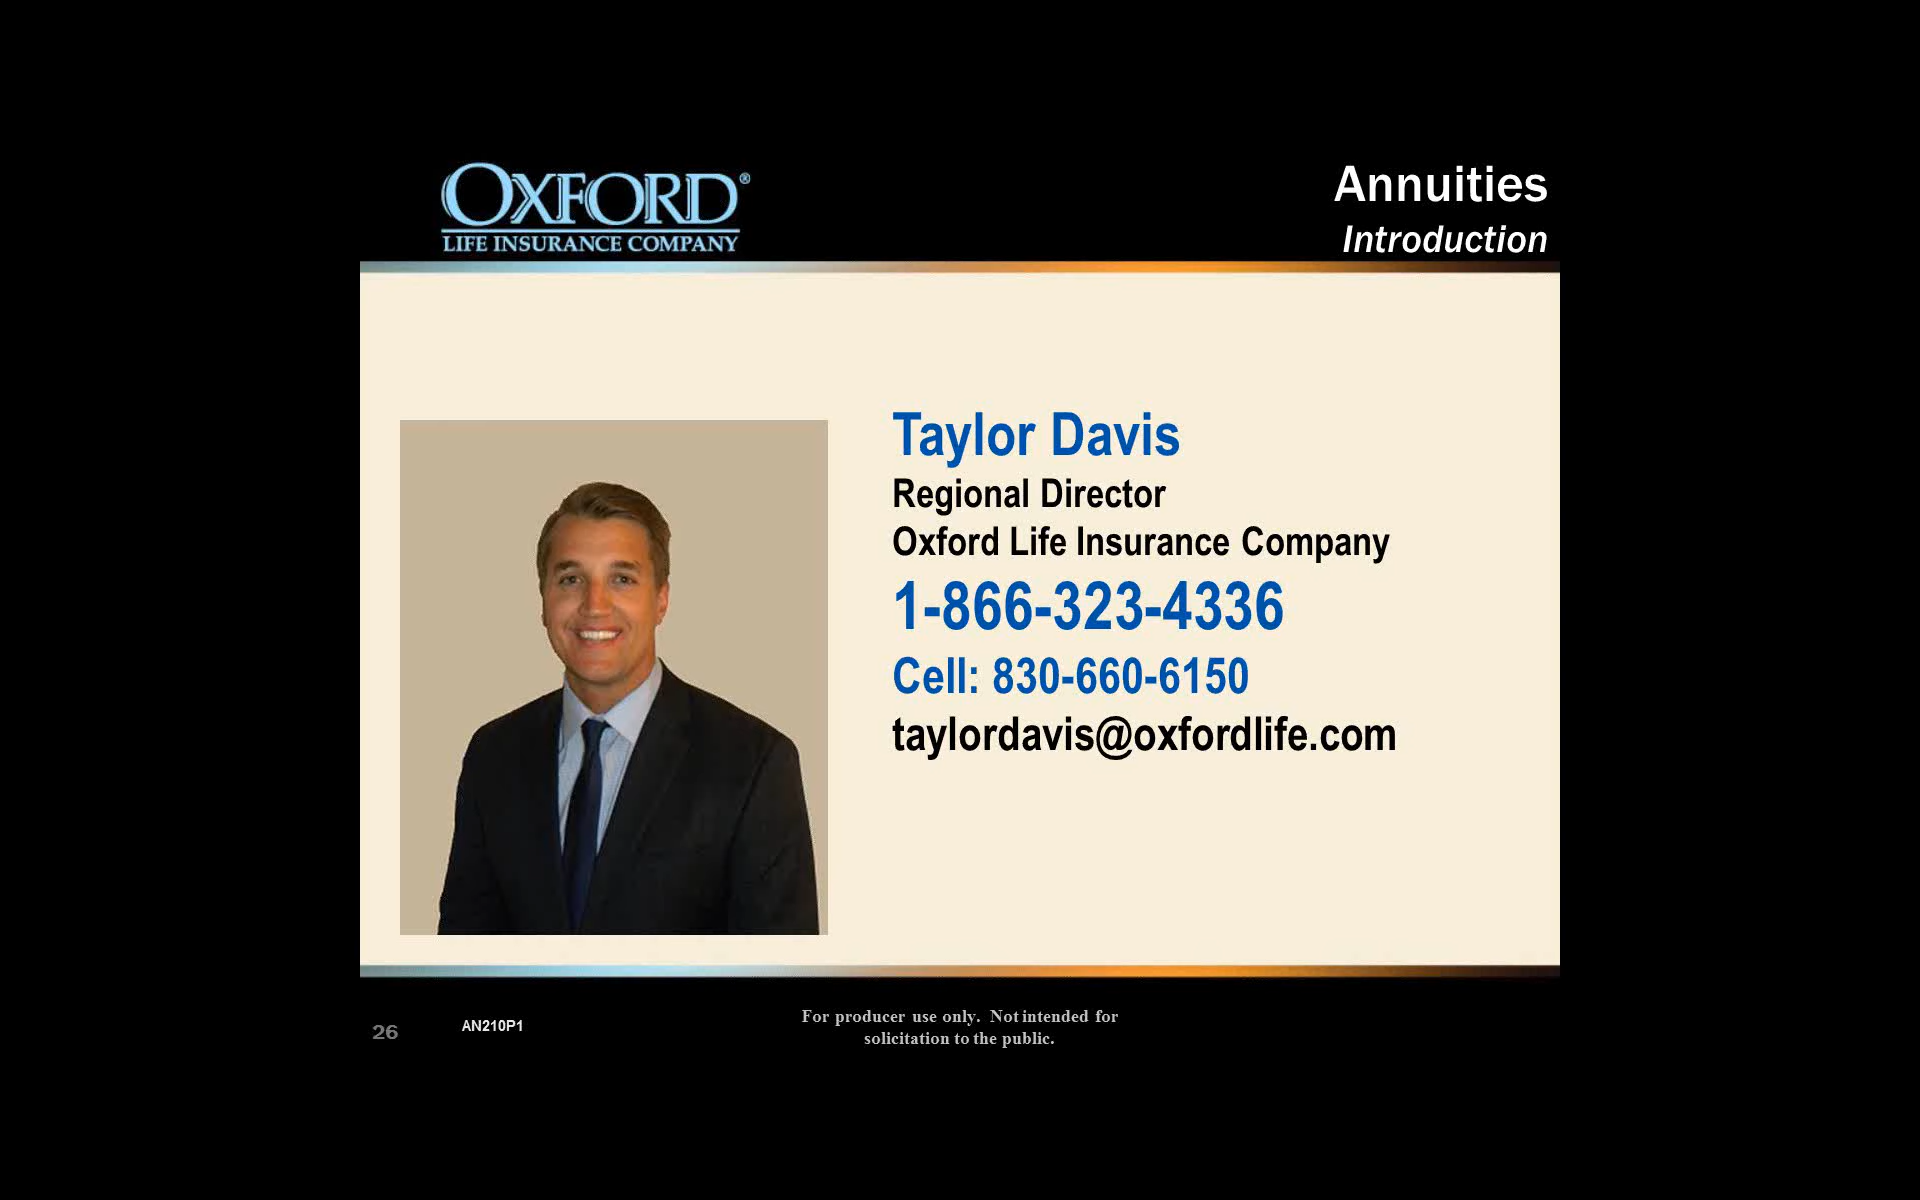 OXFORD®
LIFE INSURANCE COMPANY
Annuities
Introduction
Taylor Davis
Regional Director
Oxford Life Insurance Company
1-866-323-4336
Cell: 830-660-6150
taylordavis@oxfordlife.com
26
AN210P1
For producer use only. Not intended for
solicitation to the public.